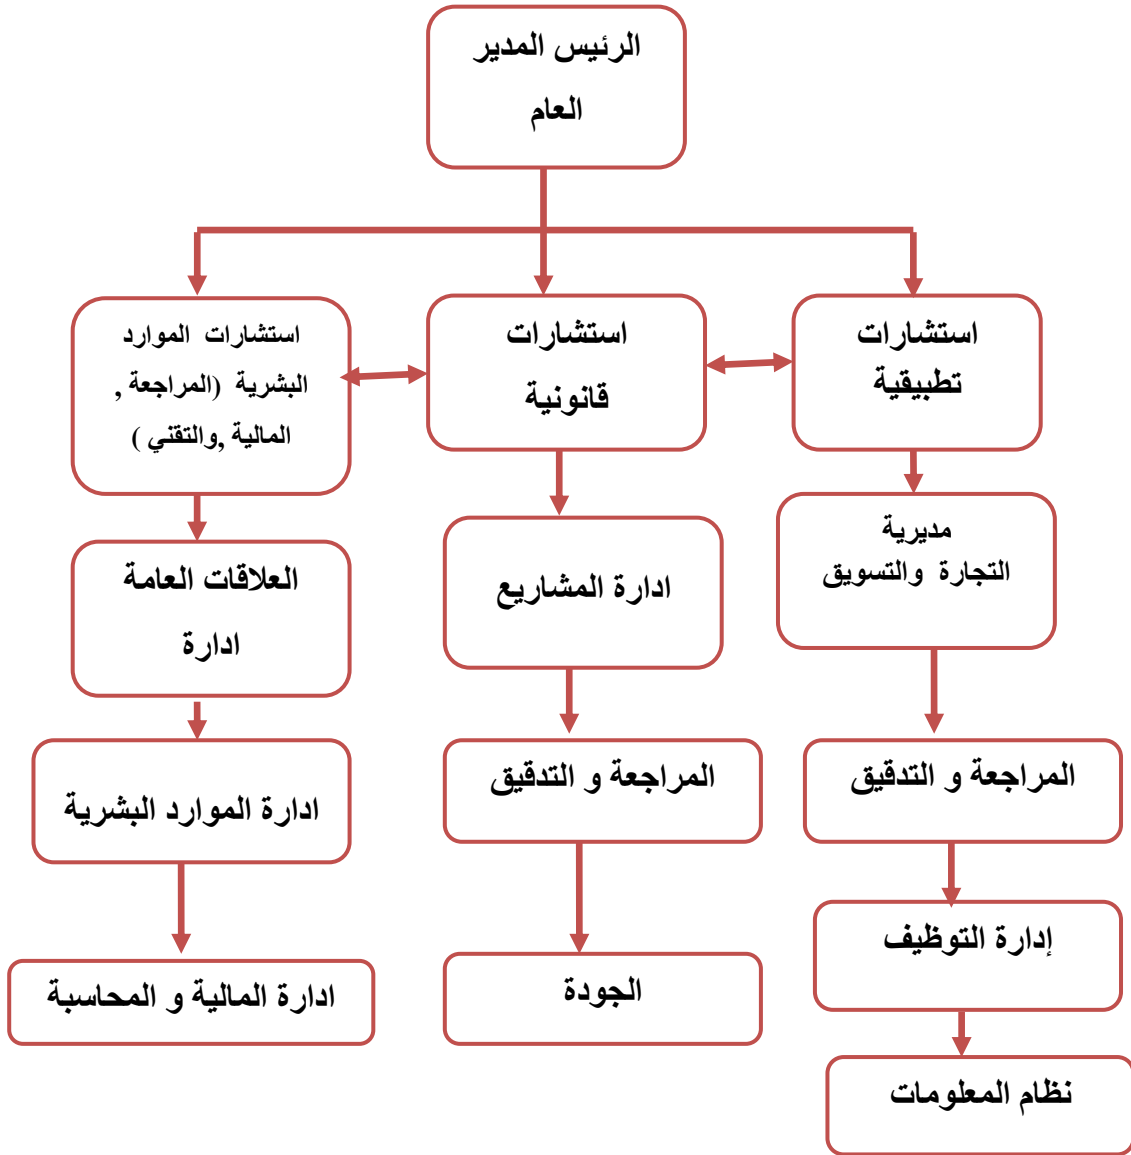 الرئيس المدير
العام
استشارات
تطبيقية
استشارات
قانونية
استشارات الموارد
البشرية (المراجعة ,
المالية ,والتقني )
مديرية
التجارة والتسويق
ادارة المشاريع
العلاقات العامة
ادارة
المراجعة و التدقيق
المراجعة و التدقيق
ادارة الموارد البشرية
إدارة التوظيف
الجودة
ادارة المالية و المحاسبة
نظام المعلومات